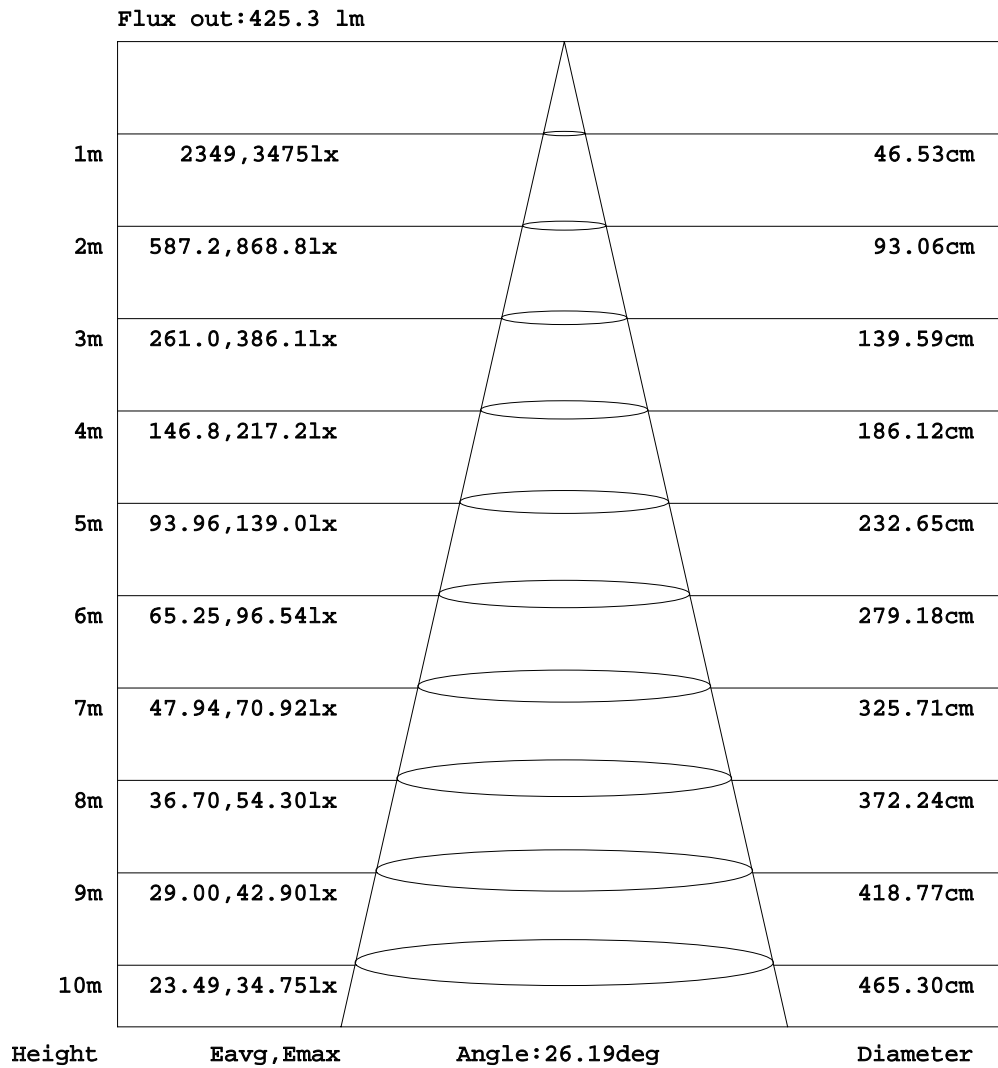 Flux out:425.3 lm
1m 2349,3475lx 46.53cm
2m 587.2,868.8lx 93.06cm
3m 261.0,386.1lx 139.59cm
4m 146.8,217.2lx 186.12cm
5m 93.96,139.0lx 232.65cm
6m 65.25,96.54lx 279.18cm
7m 47.94,70.92lx 325.71cm
8m 36.70,54.30lx 372.24cm
9m 29.00,42.90lx 418.77cm
10m 23.49,34.75lx 465.30cm
Height Eavg,Emax Angle:26.19deg Diameter